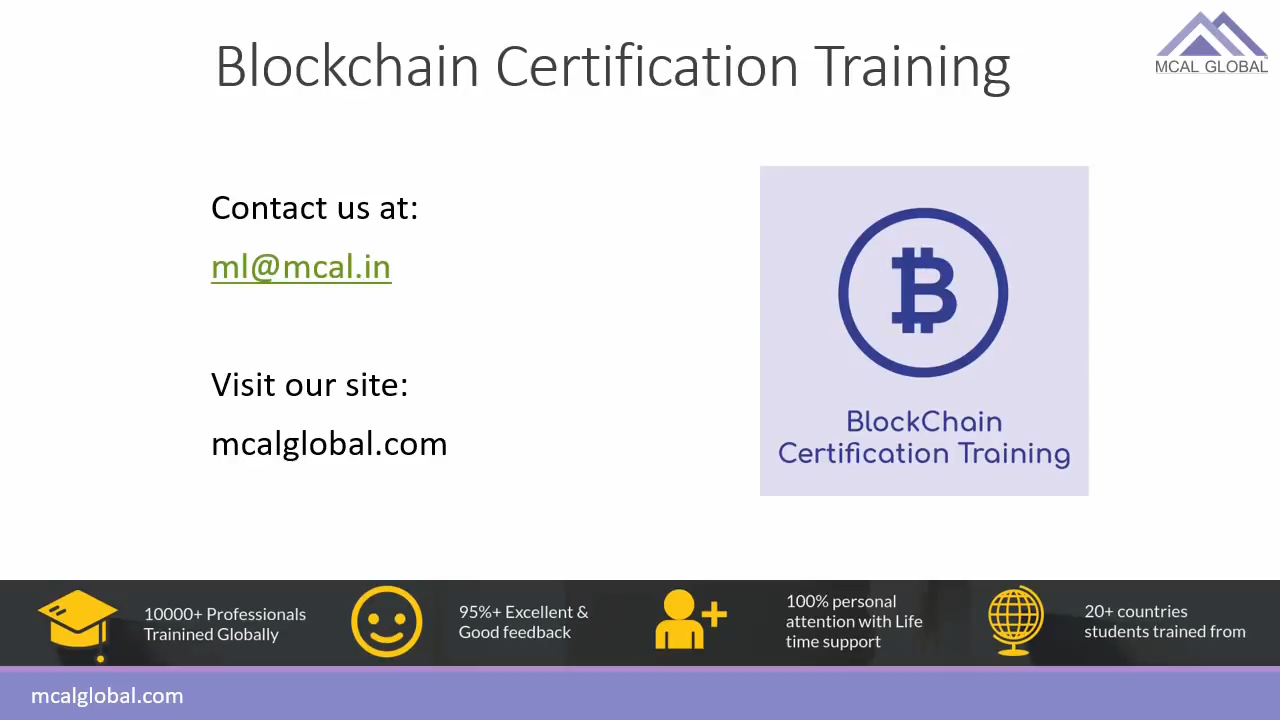 Blockchain Certification Training
MCAL GLOBAL
Contact us at:
ml@mcal.in
Visit our site:
mcalglobal.com
BlockChain
Certification Training
10000+ Professionals
Trainined Globally
95%+ Excellent &
Good feedback
100% personal
attention with Life
time support
20+ countries
students trained from
mcalglobal.com